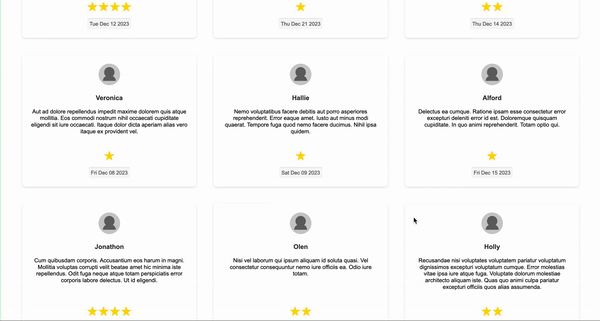 Tue Dec 12 2023
Thu Dec 21 2023
Thu Dec 14 2023
Veronica
Aut ad dolore repellendus impedit maxime dolorem quis atque
mollitia. Eos commodi nostrum nihil occaecati cupiditate
eligendi sit iure occaecati. Itaque dolor dicta aperiam alias vero
itaque ex provident vel.
Fri Dec 08 2023
Hallie
Nemo voluptatibus facere debitis aut porro asperiores
reprehenderit. Error eaque amet. Iusto aut minus modi
quaerat. Tempore fuga quod nemo facere ducimus. Nihil ipsa
quidem.
Sat Dec 09 2023
Alford
Delectus ea cumque. Ratione ipsam esse consectetur error
excepturi deleniti error id est. Doloremque quisquam
cupiditate. In quo animi reprehenderit. Totam optio qui.
Fri Dec 15 2023
Jonathon
Cum quibusdam corporis. Accusantium eos harum in magni.
Mollitia voluptas corrupti velit beatae amet hic minima iste
repellendus. Odit fuga neque atque totam perspiciatis error
corporis labore delectus. Ut id eligendi.
Olen
Nisi vel laborum qui ipsum aliquid id soluta quasi. Vel
consectetur consequuntur nemo iure officiis ea. Odio iure
totam.
Holly
Recusandae nisi voluptates voluptatem pariatur voluptatum
dignissimos excepturi voluptatum cumque. Error molestias
vitae ipsa iure atque fuga. Voluptate dolorum molestiae
architecto aliquam iste. Quas quo animi culpa pariatur
excepturi officiis quos alias assumenda.